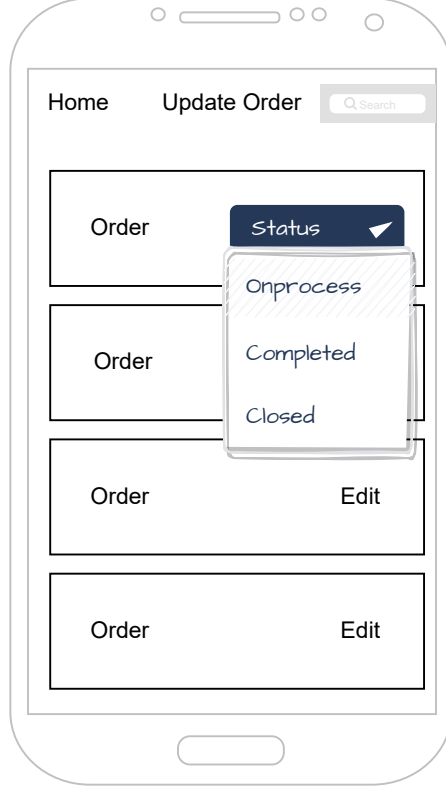 Home Update Order Search
Order Status
Onprocess
Order
Completed
Closed
Order Edit
Order Edit